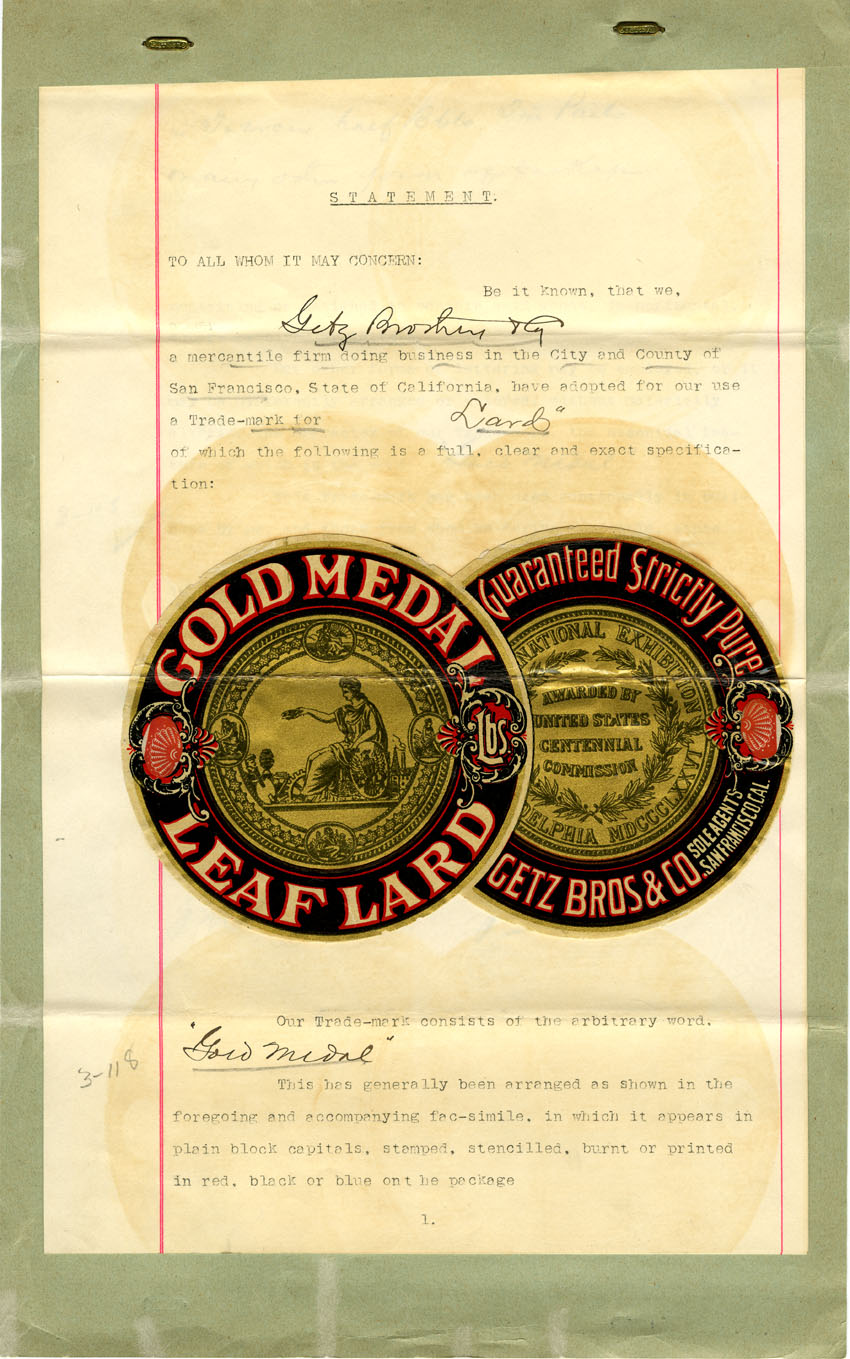 STATEMENT.
TO ALL WHOM IT MAY CONCERN:
Be it known, that we,
Getz Brothers & Co
a mercantile firm doing business in the City and County of
San Francisco, State of California, have adopted for our use
a Trade-mark for Lard"
of which the following is a full, clear and exact specifica-
tion:
GOLD MEDAL
Lbs.
LEAF LARD
Guaranteed Strictly Pure
NATIONAL EXHIBITION
AWARDED BY
UNITED STATES
CENTENNIAL
COMMISSION
DELPHIA MDCCCLXXVI
SOLE AGENTS
SAN FRANCISCO CAL.
GETZ BROS & CO.
Our Trade-mark consists of the arbitrary word,
"Gold Medal"
3-118
This has generally been arranged as shown in the
foregoing and accompanying fac-simile, in which it appears in
plain block capitals, stamped, stencilled, burnt or printed
in red, black or blue ont he package
1.